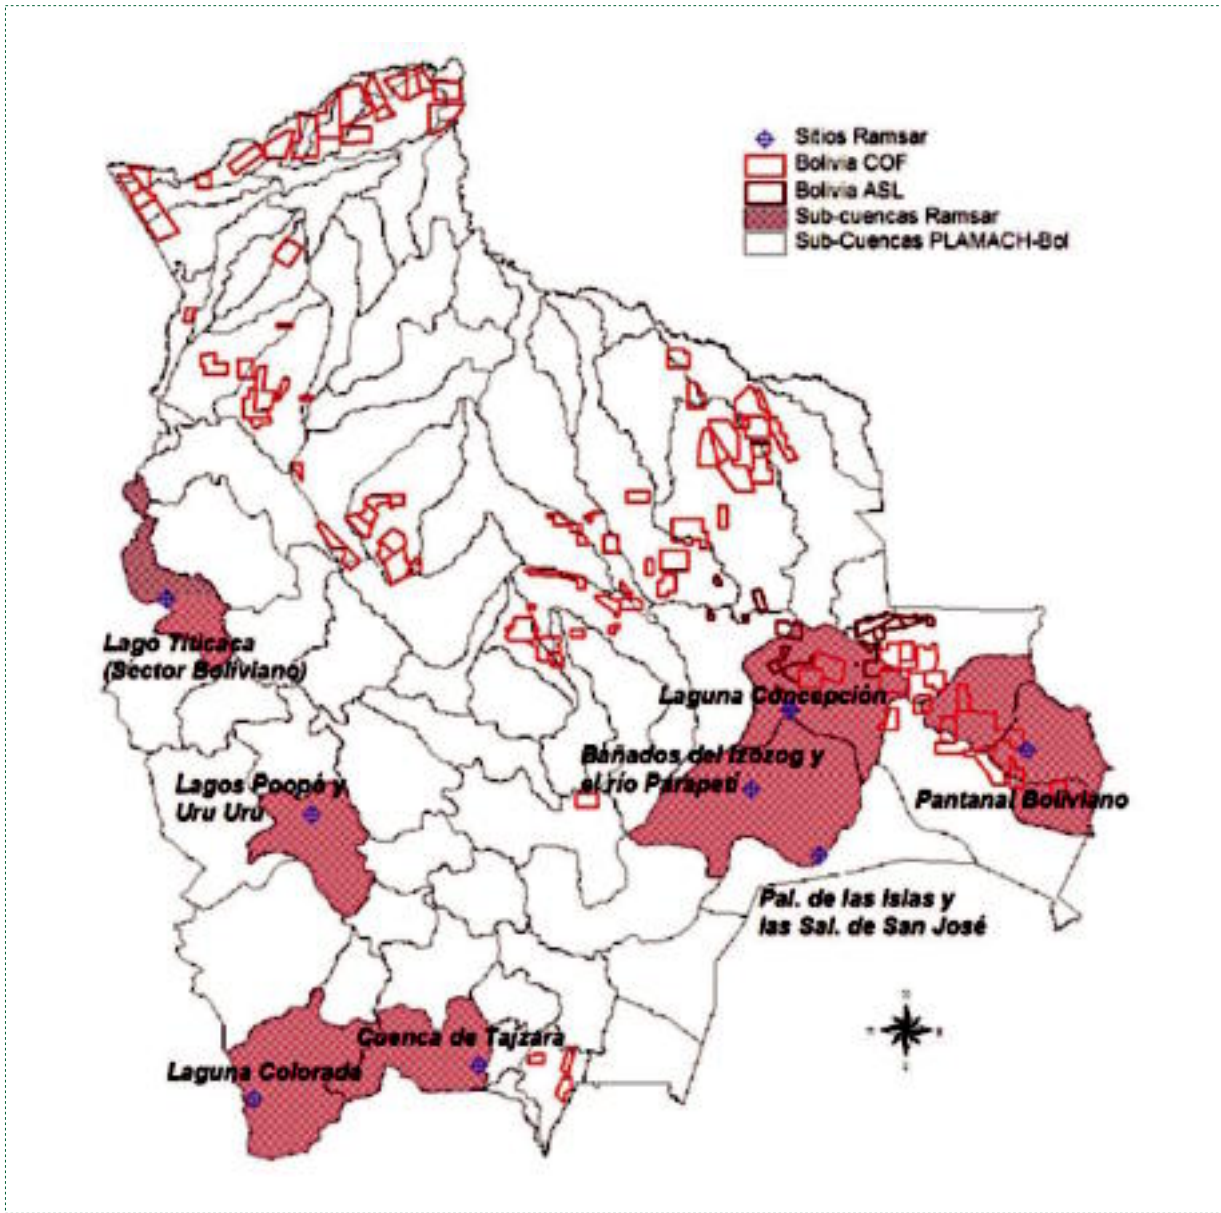 Sitios Ramsar
Bolivia COF
Bolivia ASL
Sub-cuencas Ramsar
Sub-Cuencas PLAMACH-Bol
Lago Titicaca
(Sector Boliviano)
Laguna Concepción
Bañados del Izozog y
el río Parapetí
Lagos Poopó y
Uru Uru
Pantanal Boliviano
Pal. de las Islas y
las Sal. de San José
Cuenca de Tajzara
Laguna Colorada